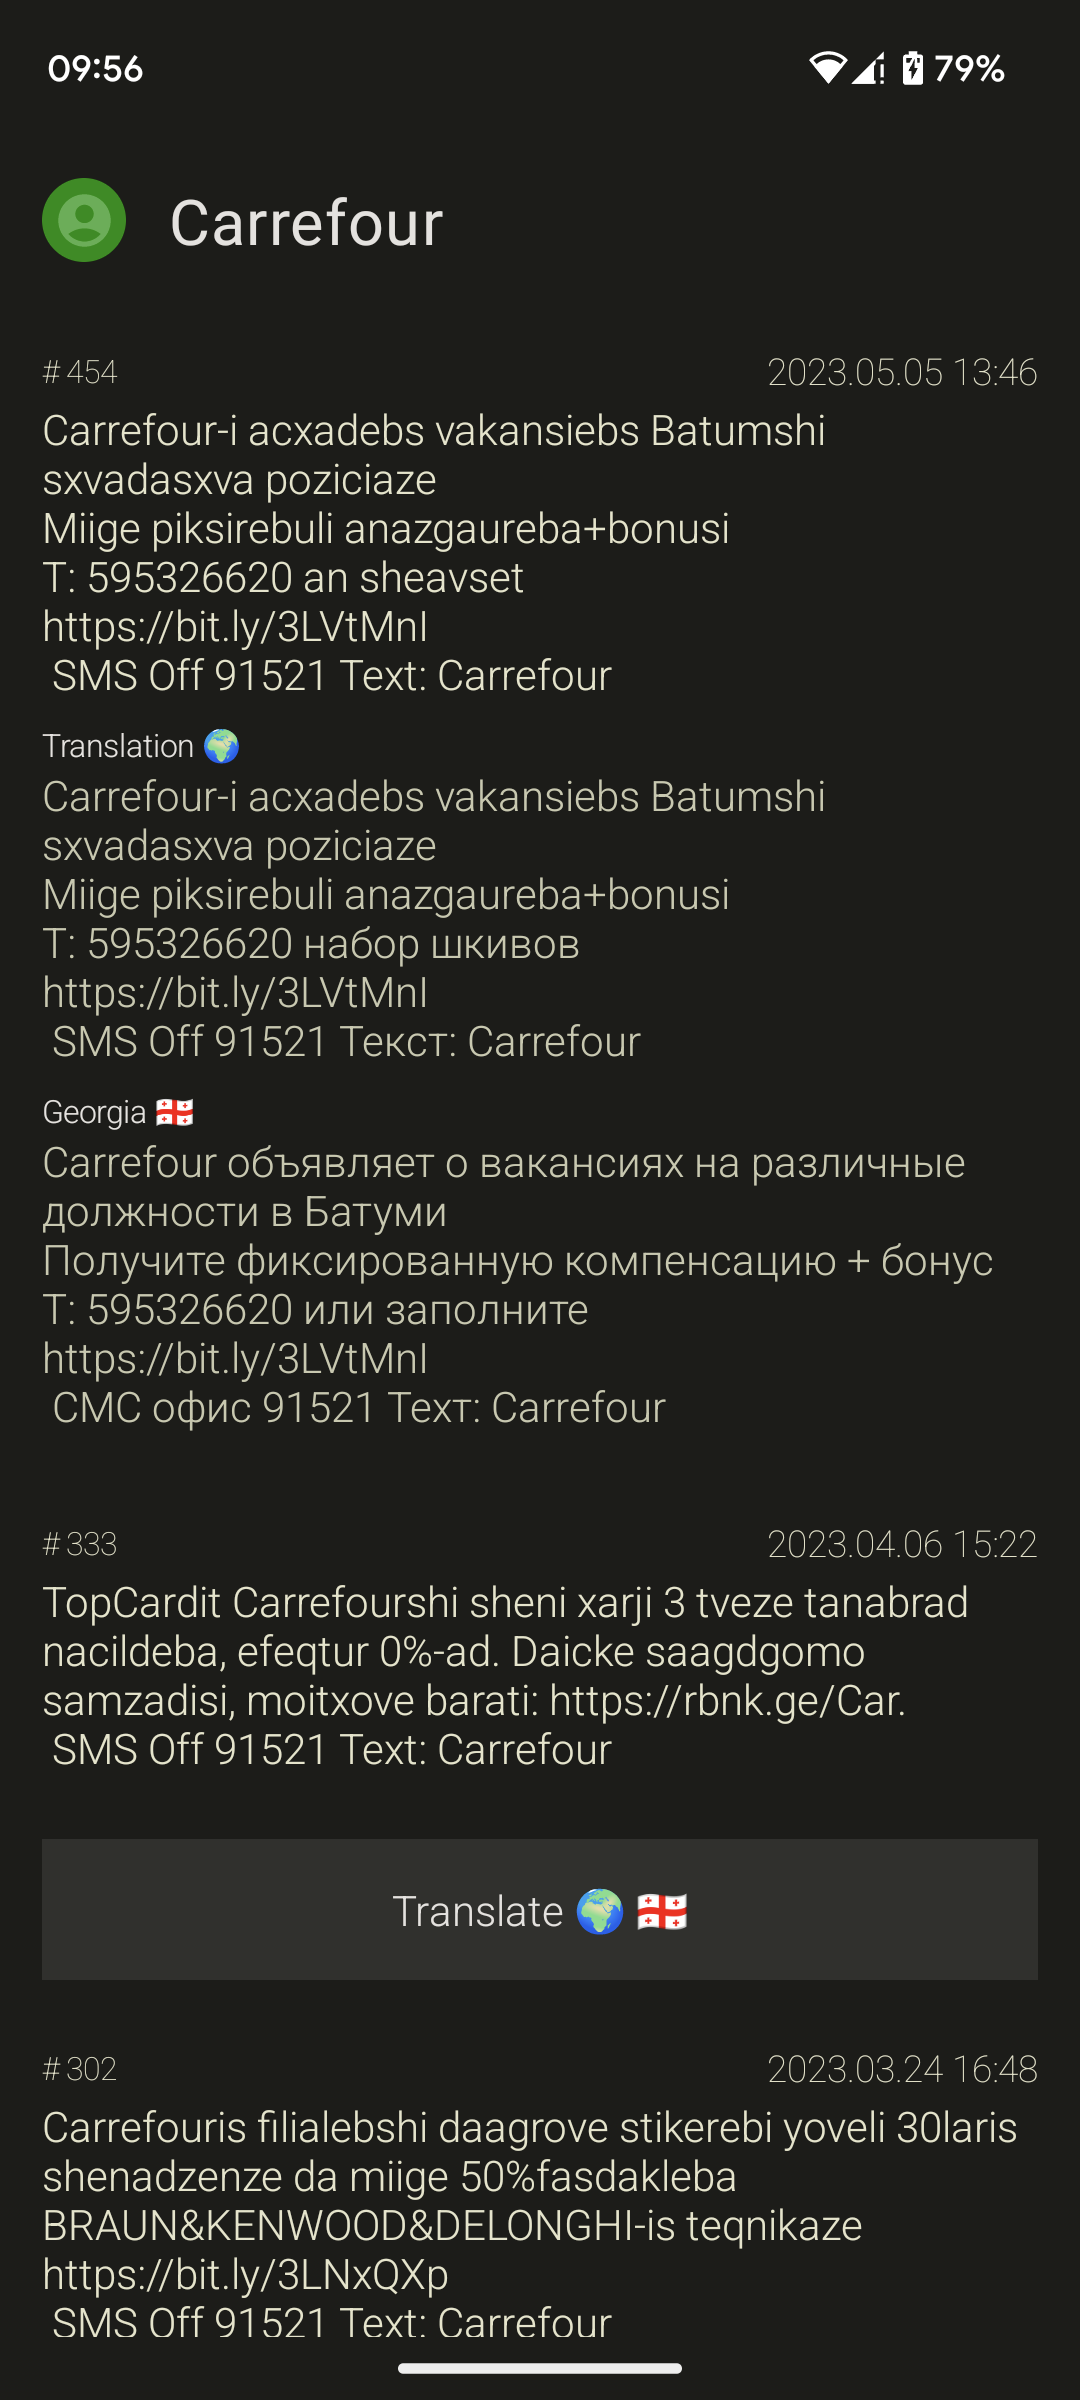 09:56
79%
Carrefour
# 454
2023.05.05 13:46
Carrefour-i acxadebs vakansiebs Batumshi
sxvadasxva poziciaze
Miige piksirebuli anazgaureba+bonusi
T: 595326620 an sheavset
https://bit.ly/3LVtMnI
SMS Off 91521 Text: Carrefour
Translation 🌍
Carrefour-i acxadebs vakansiebs Batumshi
sxvadasxva poziciaze
Miige piksirebuli anazgaureba+bonusi
T: 595326620 набор шкивов
https://bit.ly/3LVtMnI
SMS Off 91521 Текст: Carrefour
Georgia 🇬🇪
Carrefour объявляет о вакансиях на различные
должности в Батуми
Получите фиксированную компенсацию + бонус
Т: 595326620 или заполните
https://bit.ly/3LVtMnI
СМС офис 91521 Техт: Carrefour
# 333
2023.04.06 15:22
TopCardit Carrefourshi sheni xarji 3 tveze tanabrad
nacildeba, efeqtur 0%-ad. Daicke saagdgomo
samzadisi, moitxove barati: https://rbnk.ge/Car.
SMS Off 91521 Text: Carrefour
Translate 🌍 🇬🇪
# 302
2023.03.24 16:48
Carrefouris filialebshi daagrove stikerebi yoveli 30laris
shenadzenze da miige 50%fasdakleba
BRAUN&KENWOOD&DELONGHI-is teqnikaze
https://bit.ly/3LNxQXp
SMS Off 91521 Text: Carrefour